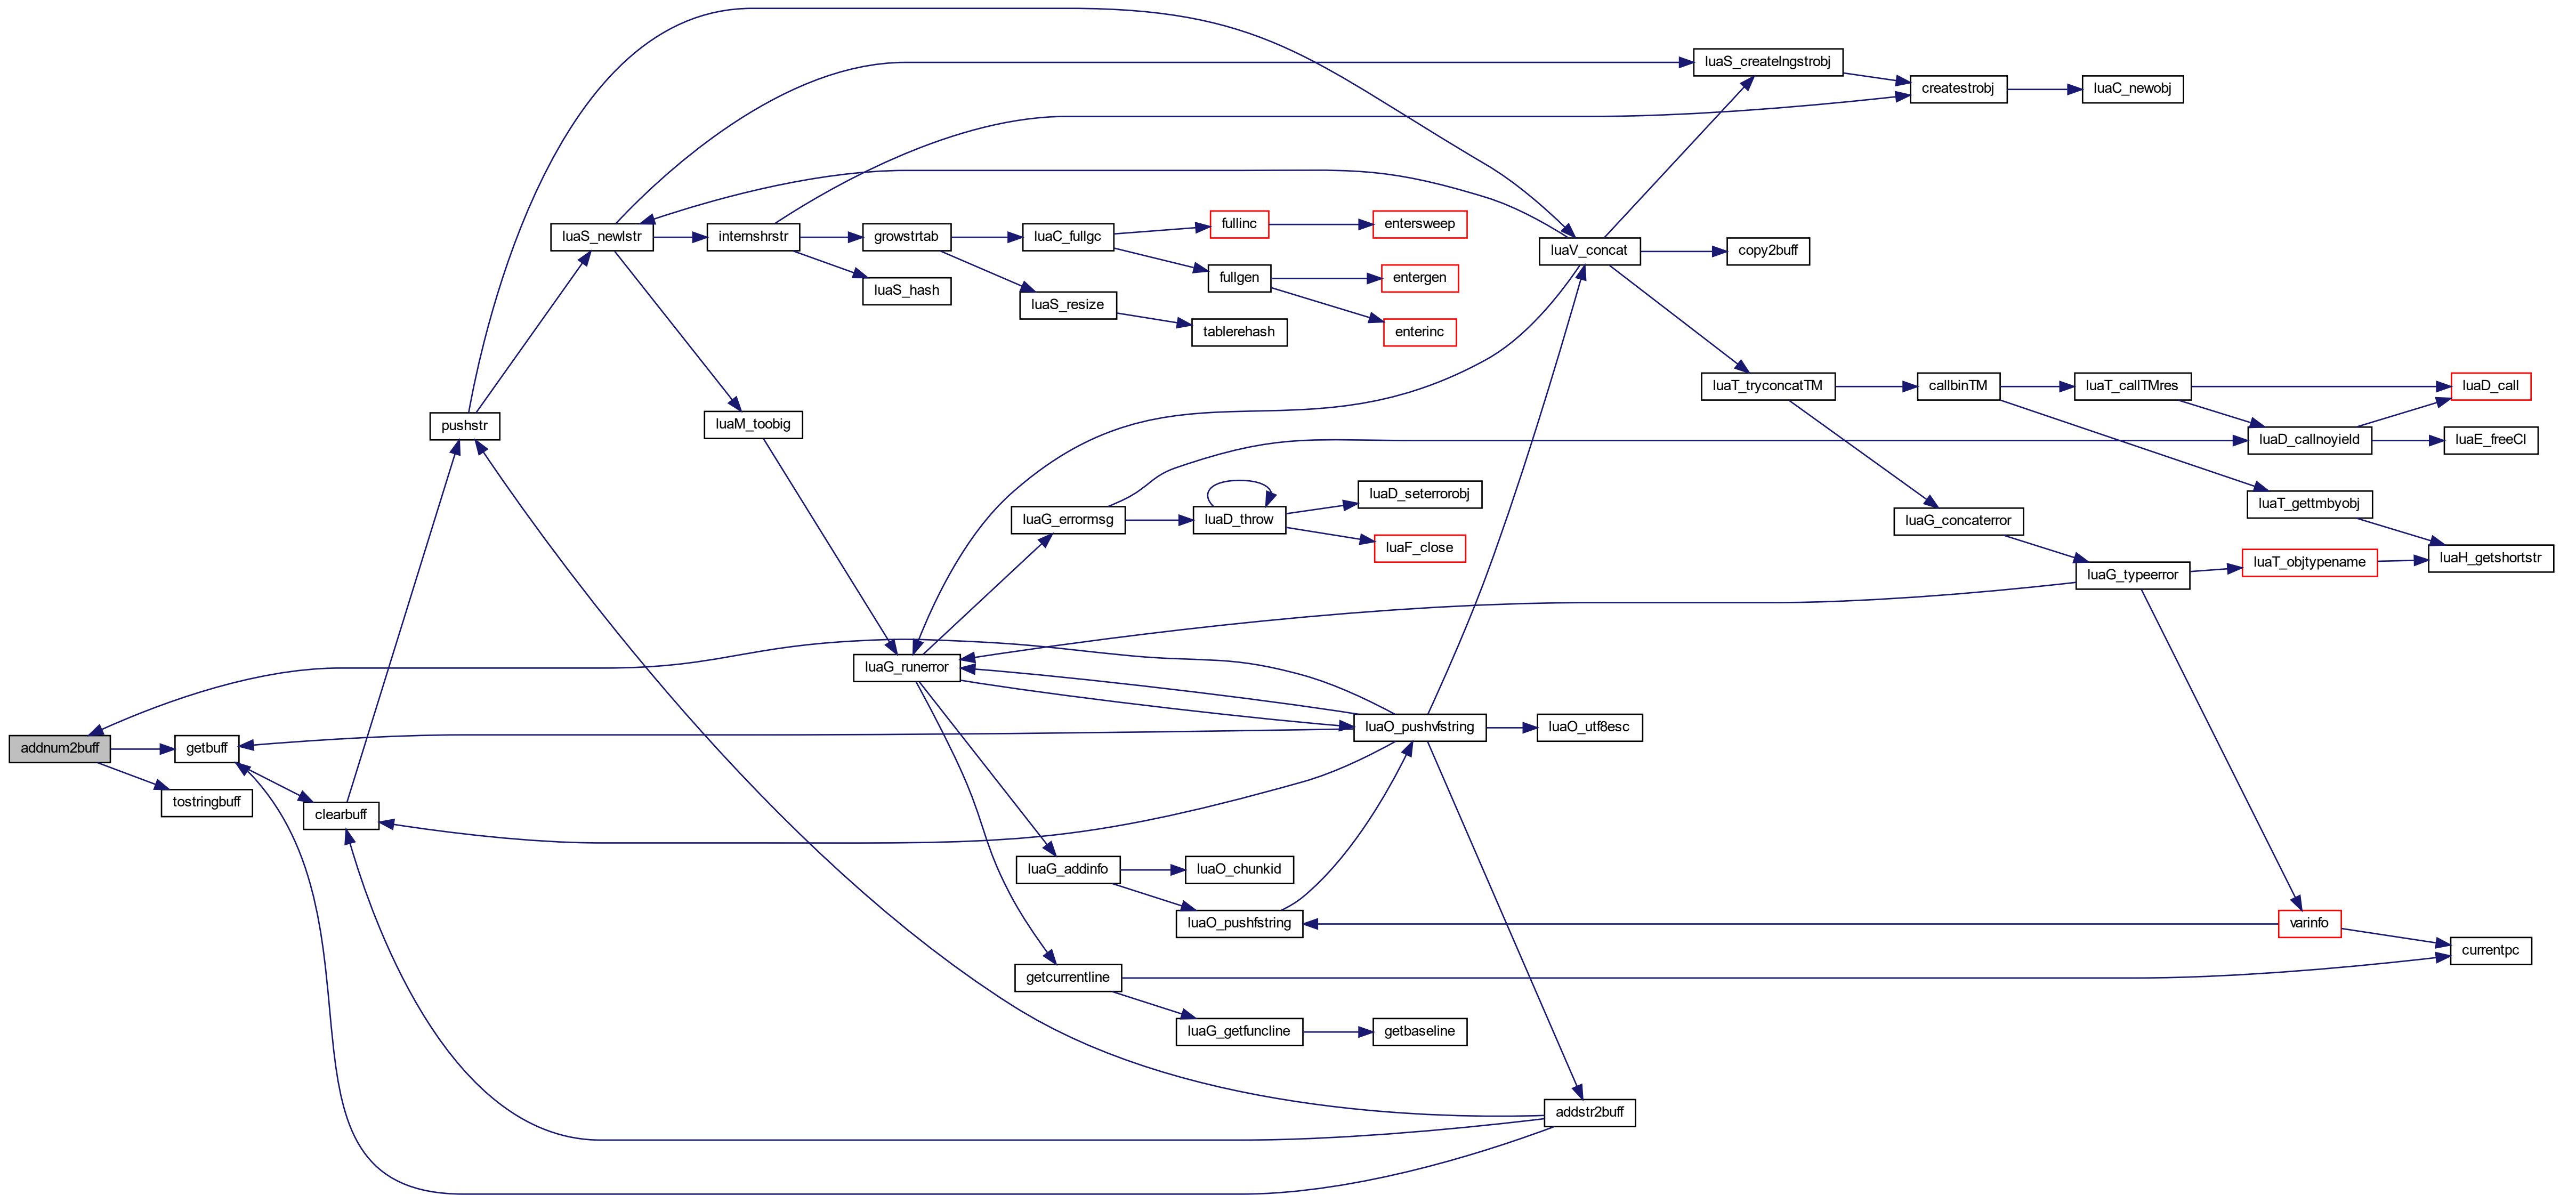 luaS_createlngstrobj
createstrobj
luaC_newobj
luaS_newlstr
internshrstr
growstrtab
luaC_fullgc
fullinc
entersweep
luaV_concat
copy2buff
luaS_hash
luaS_resize
fullgen
entergen
enterinc
tablerehash
luaT_tryconcatTM
callbinTM
luaT_callTMres
luaD_call
pushstr
luaM_toobig
luaD_callnoyield
luaE_freeCI
luaG_errormsg
luaD_throw
luaD_seterrorobj
luaF_close
luaG_concaterror
luaT_gettmbyobj
luaG_typeerror
luaT_objtypename
luaH_getshortstr
luaG_runerror
luaO_pushvfstring
luaO_utf8esc
addnum2buff
getbuff
tostringbuff
clearbuff
luaG_addinfo
luaO_chunkid
luaO_pushfstring
varinfo
currentpc
getcurrentline
luaG_getfuncline
getbaseline
addstr2buff